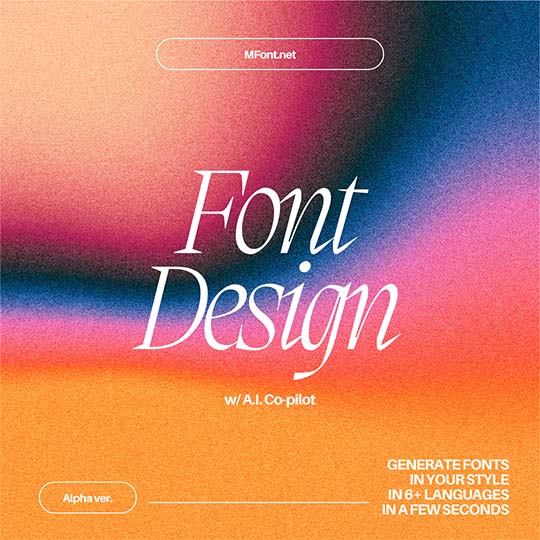 MFont.net
Font
Design
w/ A.I. Co-pilot
Alpha ver.
GENERATE FONTS
IN YOUR STYLE
IN 6+ LANGUAGES
IN A FEW SECONDS